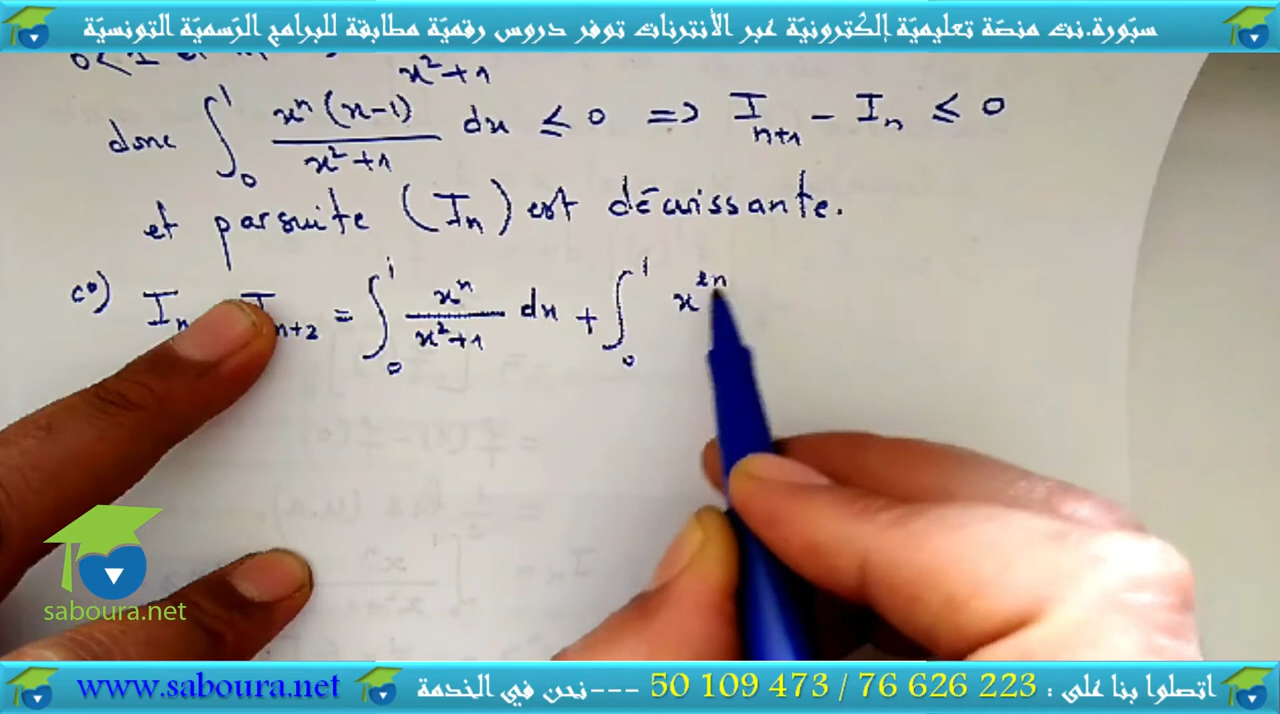 سبّورة.نت منصّة تعليميّة إلكترونيّة عبر الأنترنات توفر دروس رقميّة مطابقة للبرامج الرّسميّة التونسيّة
x²+1
donc ∫₀¹ xⁿ(x-1)/(x²+1) dx ≤ 0 => Iₙ₊₁ - Iₙ ≤ 0
et par suite (Iₙ) est décroissante.
c°) Iₙ Iₙ₊₂ = ∫₀¹ xⁿ/(x²+1) dx + ∫₀¹ x
saboura.net
www.saboura.net نحن في الخدمة--- 50 109 473 / 76 626 223 : اتصلوا بنا على